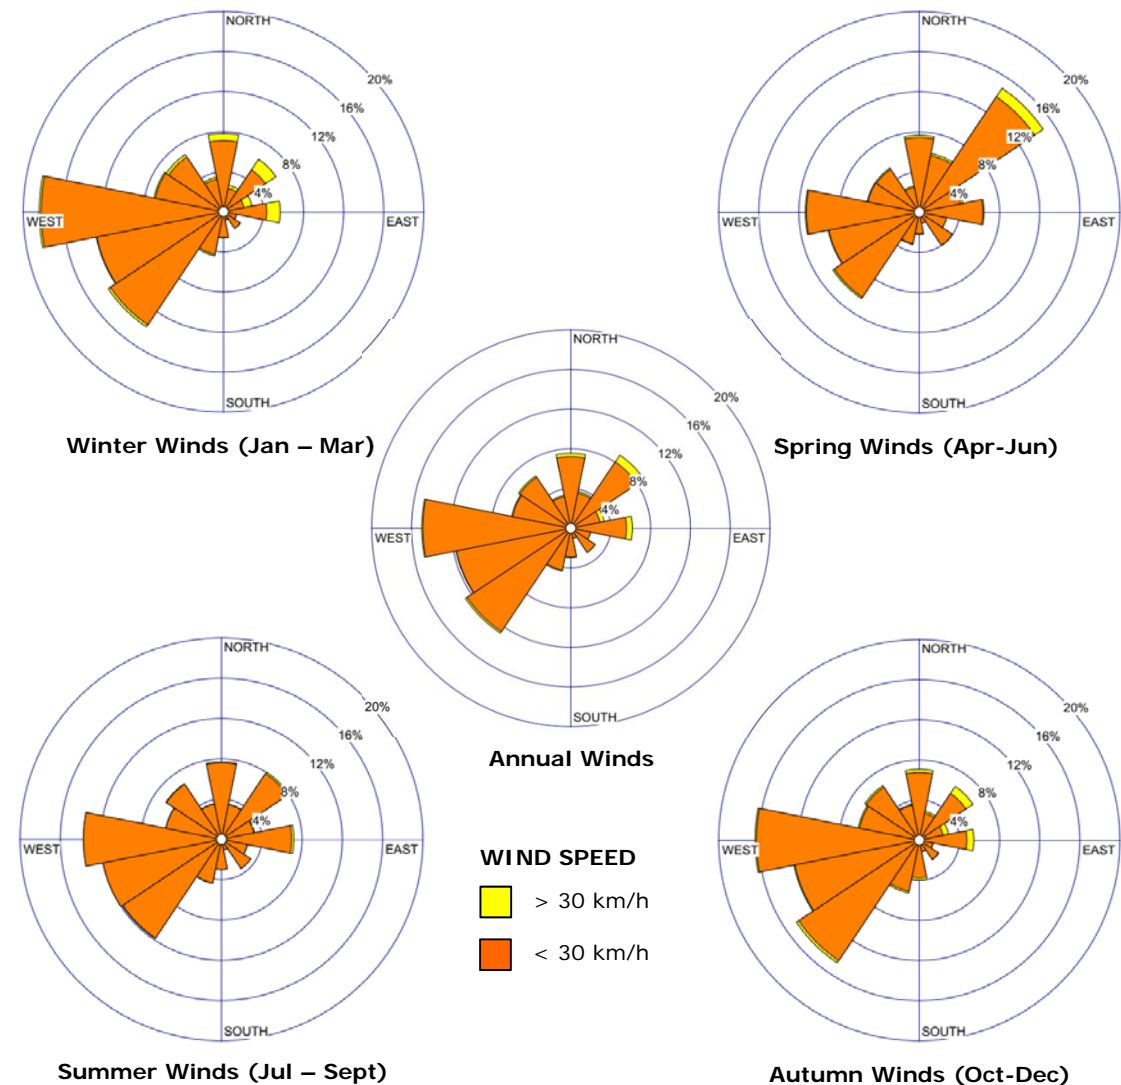 NORTH
20%
16%
12%
8%
4%
WEST
EAST
SOUTH
Winter Winds (Jan – Mar)
NORTH
20%
16%
12%
8%
4%
WEST
EAST
SOUTH
Spring Winds (Apr-Jun)
NORTH
20%
16%
12%
8%
4%
WEST
EAST
SOUTH
Annual Winds
NORTH
20%
16%
12%
8%
4%
WEST
EAST
SOUTH
Summer Winds (Jul – Sept)
WIND SPEED
> 30 km/h
< 30 km/h
NORTH
20%
16%
12%
8%
4%
WEST
EAST
SOUTH
Autumn Winds (Oct-Dec)